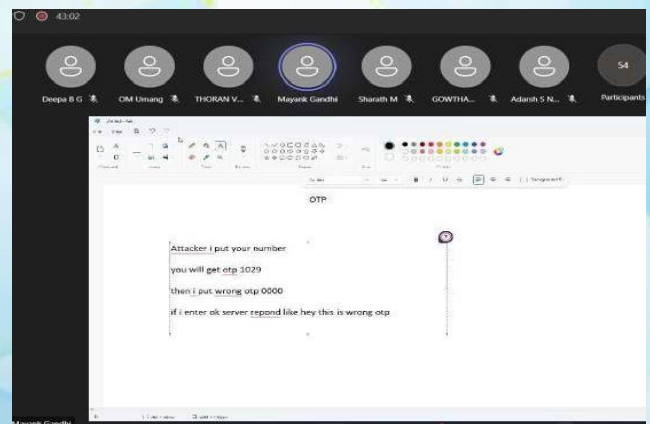 43:02
54
Deepa B G OM Umang THORAN V... Mayank Gandhi Sharath M GOWTHA... Adarsh S N... Participants
OTP
Attacker i put your number
you will get otp 1029
then i put wrong otp 0000
if i enter ok server repond like hey this is wrong otp
Mayank Gandhi